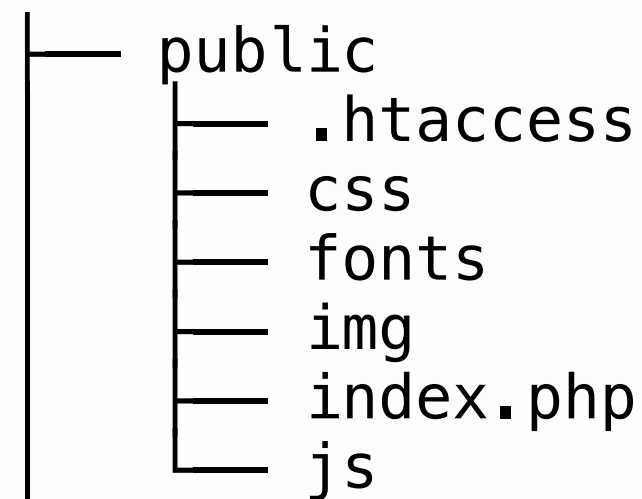 public
.htaccess
css
fonts
img
index.php
js